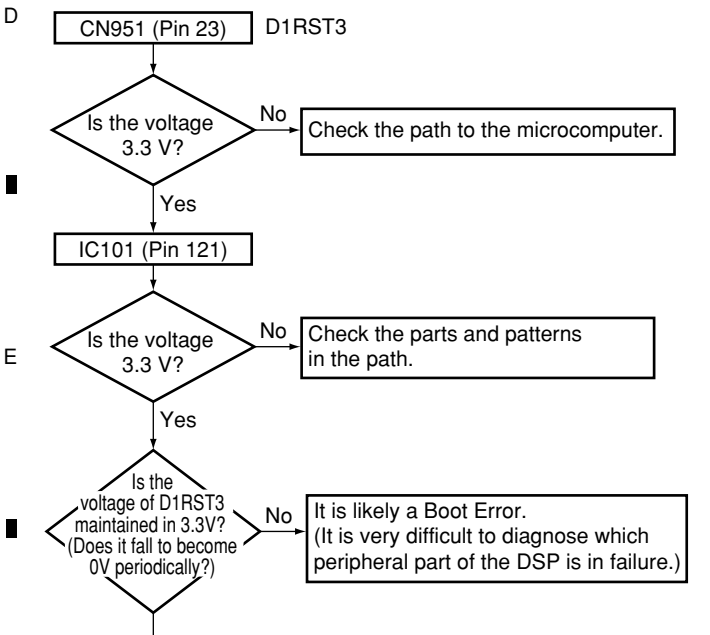 D
CN951 (Pin 23)
D1RST3
Is the voltage
3.3 V?
No
Check the path to the microcomputer.
Yes
IC101 (Pin 121)
E
Is the voltage
3.3 V?
No
Check the parts and patterns
in the path.
Yes
Is the
voltage of D1RST3
maintained in 3.3V?
(Does it fall to become
0V periodically?)
No
It is likely a Boot Error.
(It is very difficult to diagnose which
peripheral part of the DSP is in failure.)